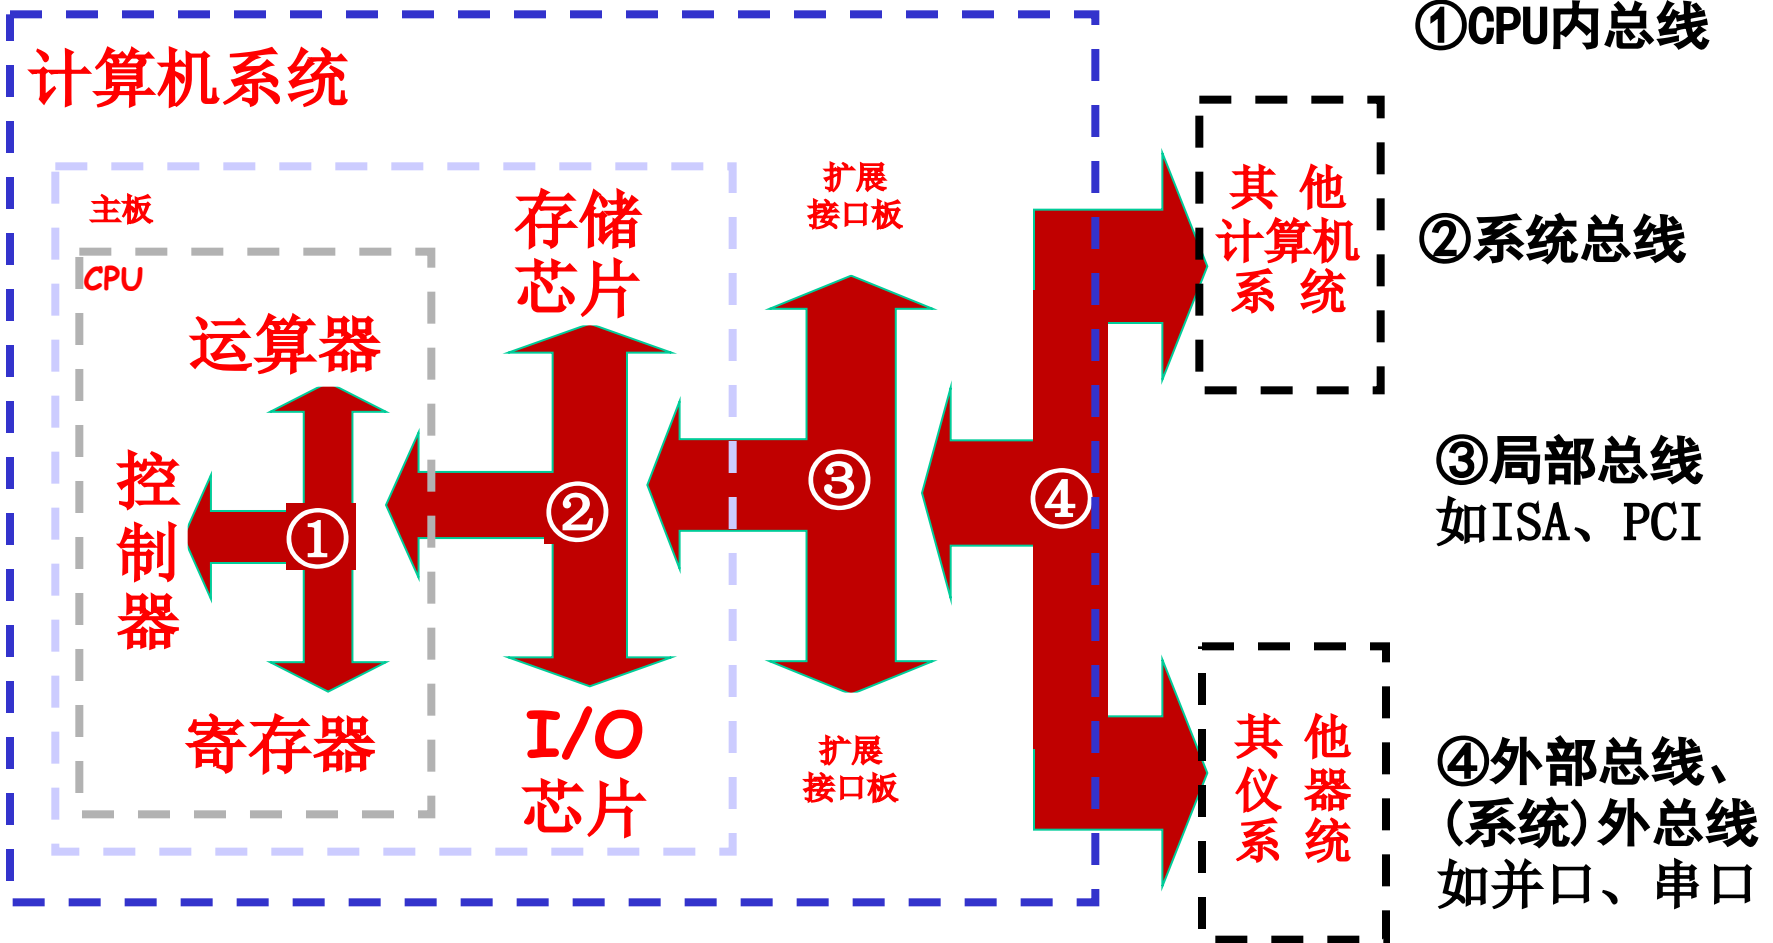 计算机系统
主板
CPU
运算器
控
制
器
①
寄存器
存储
芯片
②
I/O
芯片
扩展
接口板
③
扩展
接口板
④
其 他
计算机
系 统
其 他
仪 器
系 统
①CPU内总线
②系统总线
③局部总线
如ISA、PCI
④外部总线、
(系统)外总线
如并口、串口